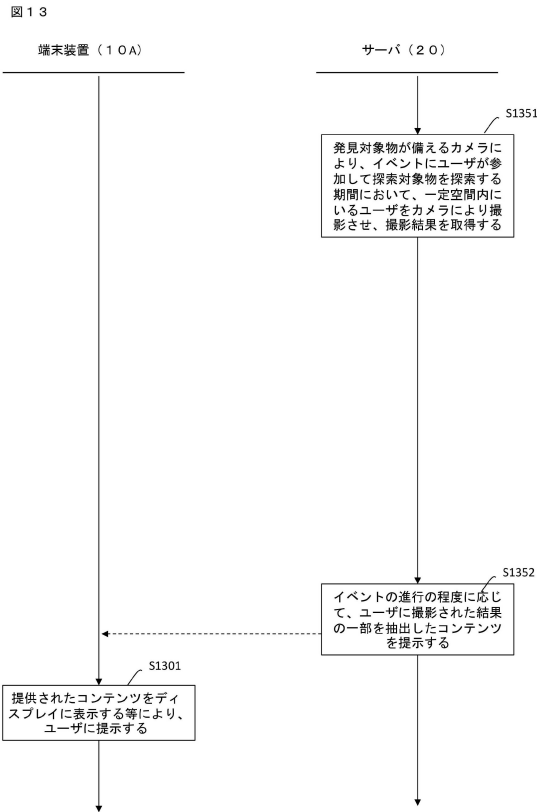 図13
端末装置(10A)
サーバ(20)
S1351
発見対象物が備えるカメラに
より、イベントにユーザが参
加して探索対象物を探索する
期間において、一定空間内に
いるユーザをカメラにより撮
影させ、撮影結果を取得する
S1352
イベントの進行の程度に応じ
て、ユーザに撮影された結果
の一部を抽出したコンテンツ
を提示する
S1301
提供されたコンテンツをディ
スプレイに表示する等により、
ユーザに提示する